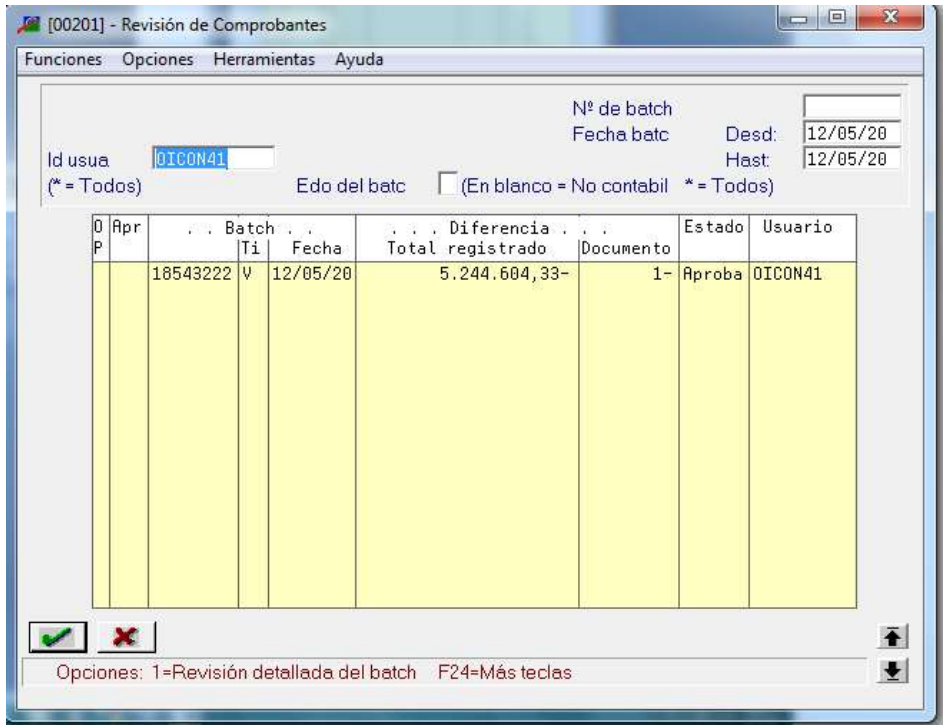 [00201] - Revisión de Comprobantes
Funciones Opciones Herramientas Ayuda
Nº de batch
Fecha batc Desd: 12/05/20
Id usua OICON41 Hast: 12/05/20
(* = Todos) Edo del batc (En blanco = No contabil * = Todos)
O Apr . . Batch . . . . . Diferencia . . . Estado Usuario
P Ti Fecha Total registrado Documento
18543222 V 12/05/20 5.244.604,33- 1- Aproba OICON41
Opciones: 1=Revisión detallada del batch F24=Más teclas